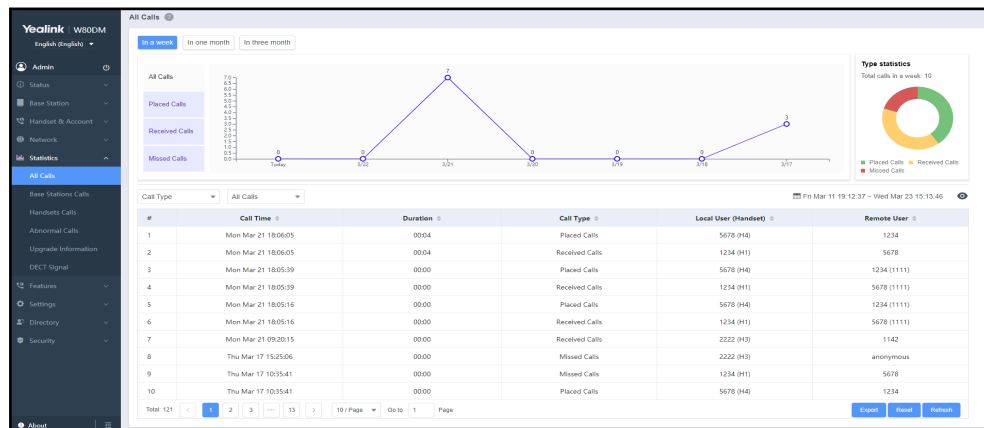 Yealink | W80DM
English (English)
Admin
Status
Base Station
Handset & Account
Network
Statistics
All Calls
Base Stations Calls
Handsets Calls
Abnormal Calls
Upgrade Information
DECT Signal
Features
Settings
Directory
Security
About
All Calls
In a week In one month In three month
All Calls
Placed Calls
Received Calls
Missed Calls
7.0
6.5
6.0
5.5
5.0
4.5
4.0
3.5
3.0
2.5
2.0
1.5
1.0
0.5
0.0
0 0 7 0 0 0 3
Today 3/22 3/21 3/20 3/19 3/18 3/17
Type statistics
Total calls in a week: 10
Placed Calls Received Calls
Missed Calls
Call Type All Calls Fri Mar 11 19:12:37 ~ Wed Mar 23 15:13:46
# Call Time Duration Call Type Local User (Handset) Remote User
1 Mon Mar 21 18:06:05 00:04 Placed Calls 5678 (H4) 1234
2 Mon Mar 21 18:06:05 00:04 Received Calls 1234 (H1) 5678
3 Mon Mar 21 18:05:39 00:00 Placed Calls 5678 (H4) 1234 (1111)
4 Mon Mar 21 18:05:39 00:00 Received Calls 1234 (H1) 5678 (1111)
5 Mon Mar 21 18:05:16 00:00 Placed Calls 5678 (H4) 1234 (1111)
6 Mon Mar 21 18:05:16 00:00 Received Calls 1234 (H1) 5678 (1111)
7 Mon Mar 21 09:20:15 00:00 Received Calls 2222 (H3) 1142
8 Thu Mar 17 15:25:06 00:00 Missed Calls 2222 (H3) anonymous
9 Thu Mar 17 10:35:41 00:00 Missed Calls 1234 (H1) 5678
10 Thu Mar 17 10:35:41 00:00 Placed Calls 5678 (H4) 1234
Total: 121 < 1 2 3 ··· 13 > 10 / Page Go to 1 Page Export Reset Refresh